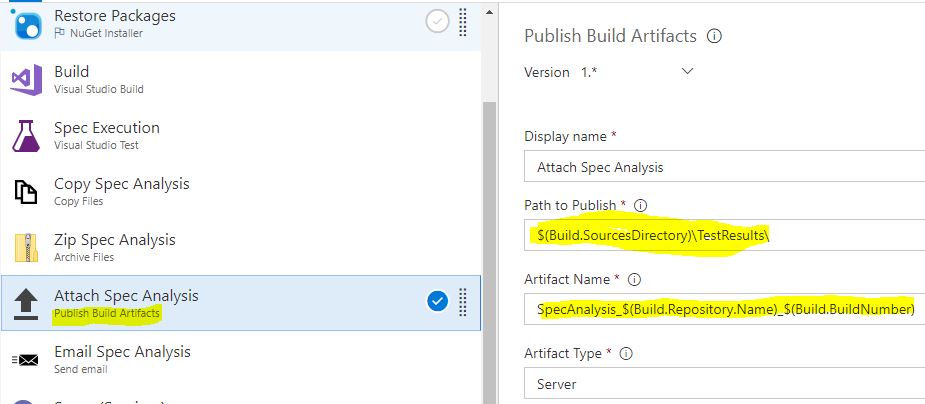 Restore Packages
NuGet Installer
Build
Visual Studio Build
Spec Execution
Visual Studio Test
Copy Spec Analysis
Copy Files
Zip Spec Analysis
Archive Files
Attach Spec Analysis
Publish Build Artifacts
Email Spec Analysis
Send email
Publish Build Artifacts
Version 1.*
Display name *
Attach Spec Analysis
Path to Publish *
$(Build.SourcesDirectory)\TestResults\
Artifact Name *
SpecAnalysis_$(Build.Repository.Name)_$(Build.BuildNumber)
Artifact Type *
Server